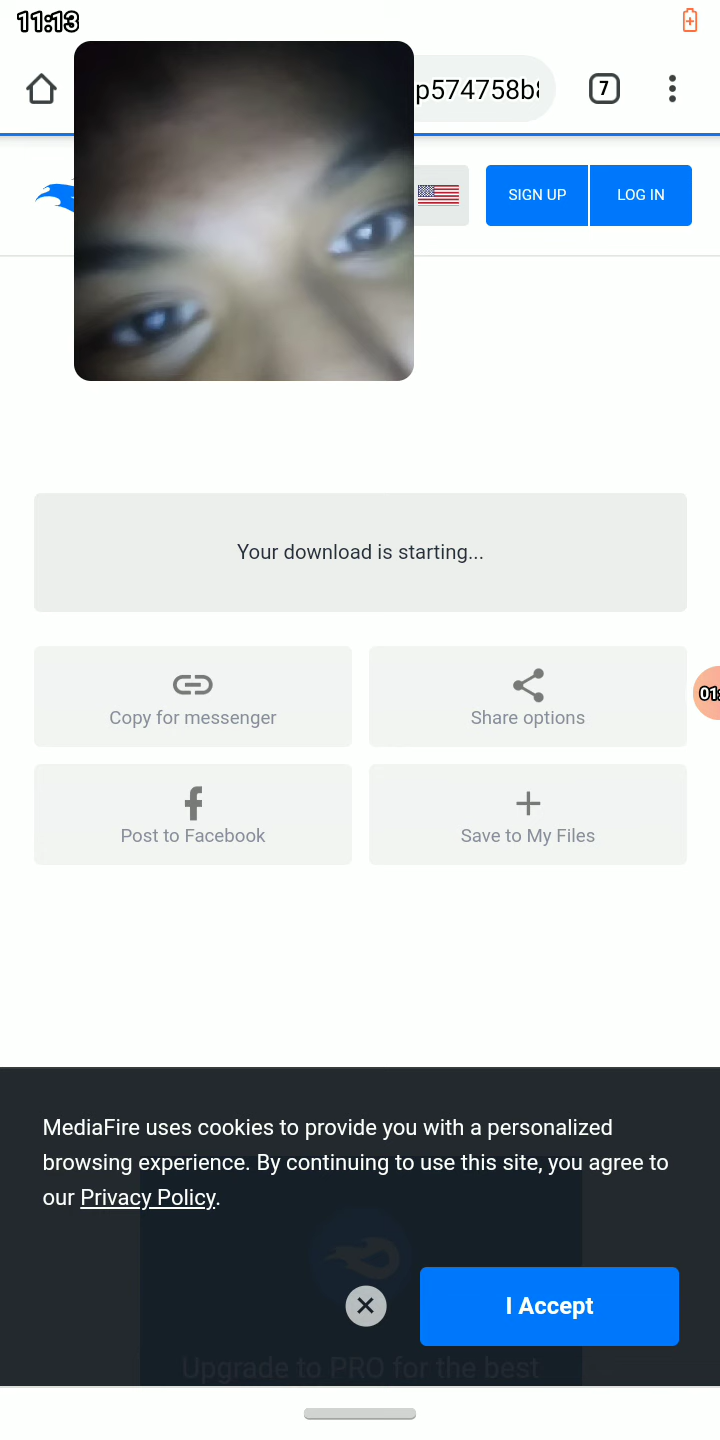 11:13
p574758b
7
SIGN UP
LOG IN
Your download is starting...
01:
Copy for messenger
Share options
Post to Facebook
Save to My Files
MediaFire uses cookies to provide you with a personalized
browsing experience. By continuing to use this site, you agree to
our Privacy Policy.
I Accept
Upgrade to PRO for the best